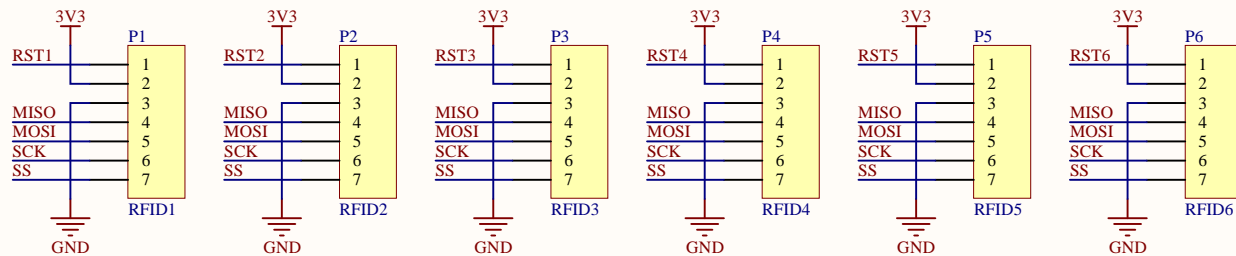 3V3 3V3 3V3 3V3 3V3 3V3
P1 P2 P3 P4 P5 P6
RST1 1 RST2 1 RST3 1 RST4 1 RST5 1 RST6 1
2 2 2 2 2 2
3 3 3 3 3 3
MISO 4 MISO 4 MISO 4 MISO 4 MISO 4 MISO 4
MOSI 5 MOSI 5 MOSI 5 MOSI 5 MOSI 5 MOSI 5
SCK 6 SCK 6 SCK 6 SCK 6 SCK 6 SCK 6
SS 7 SS 7 SS 7 SS 7 SS 7 SS 7
RFID1 RFID2 RFID3 RFID4 RFID5 RFID6
GND GND GND GND GND GND